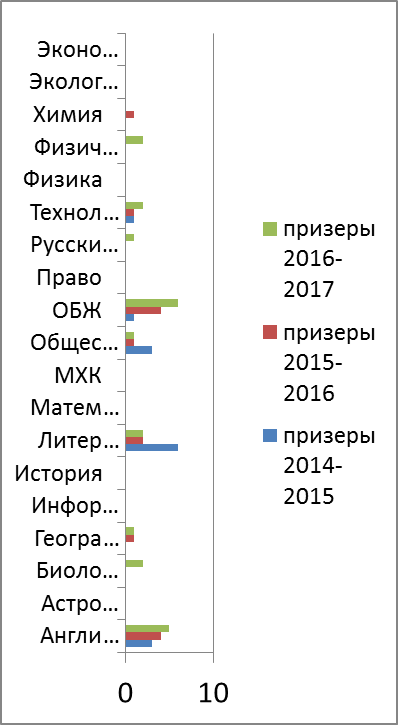 Эконо...
Эколог...
Химия
Физич...
Физика
Технол...
Русски...
Право
ОБЖ
Общес...
МХК
Матем...
Литер...
История
Инфор...
Геогра...
Биоло...
Астро...
Англи...
0 10
призеры
2016-
2017
призеры
2015-
2016
призеры
2014-
2015